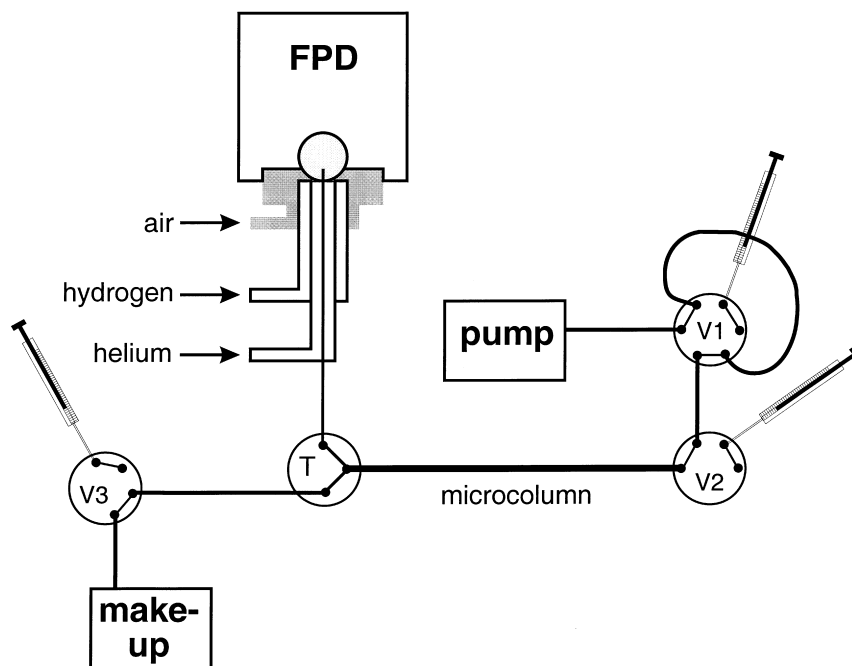 FPD
air
hydrogen
helium
pump
V1
T
V2
V3
microcolumn
make-
up